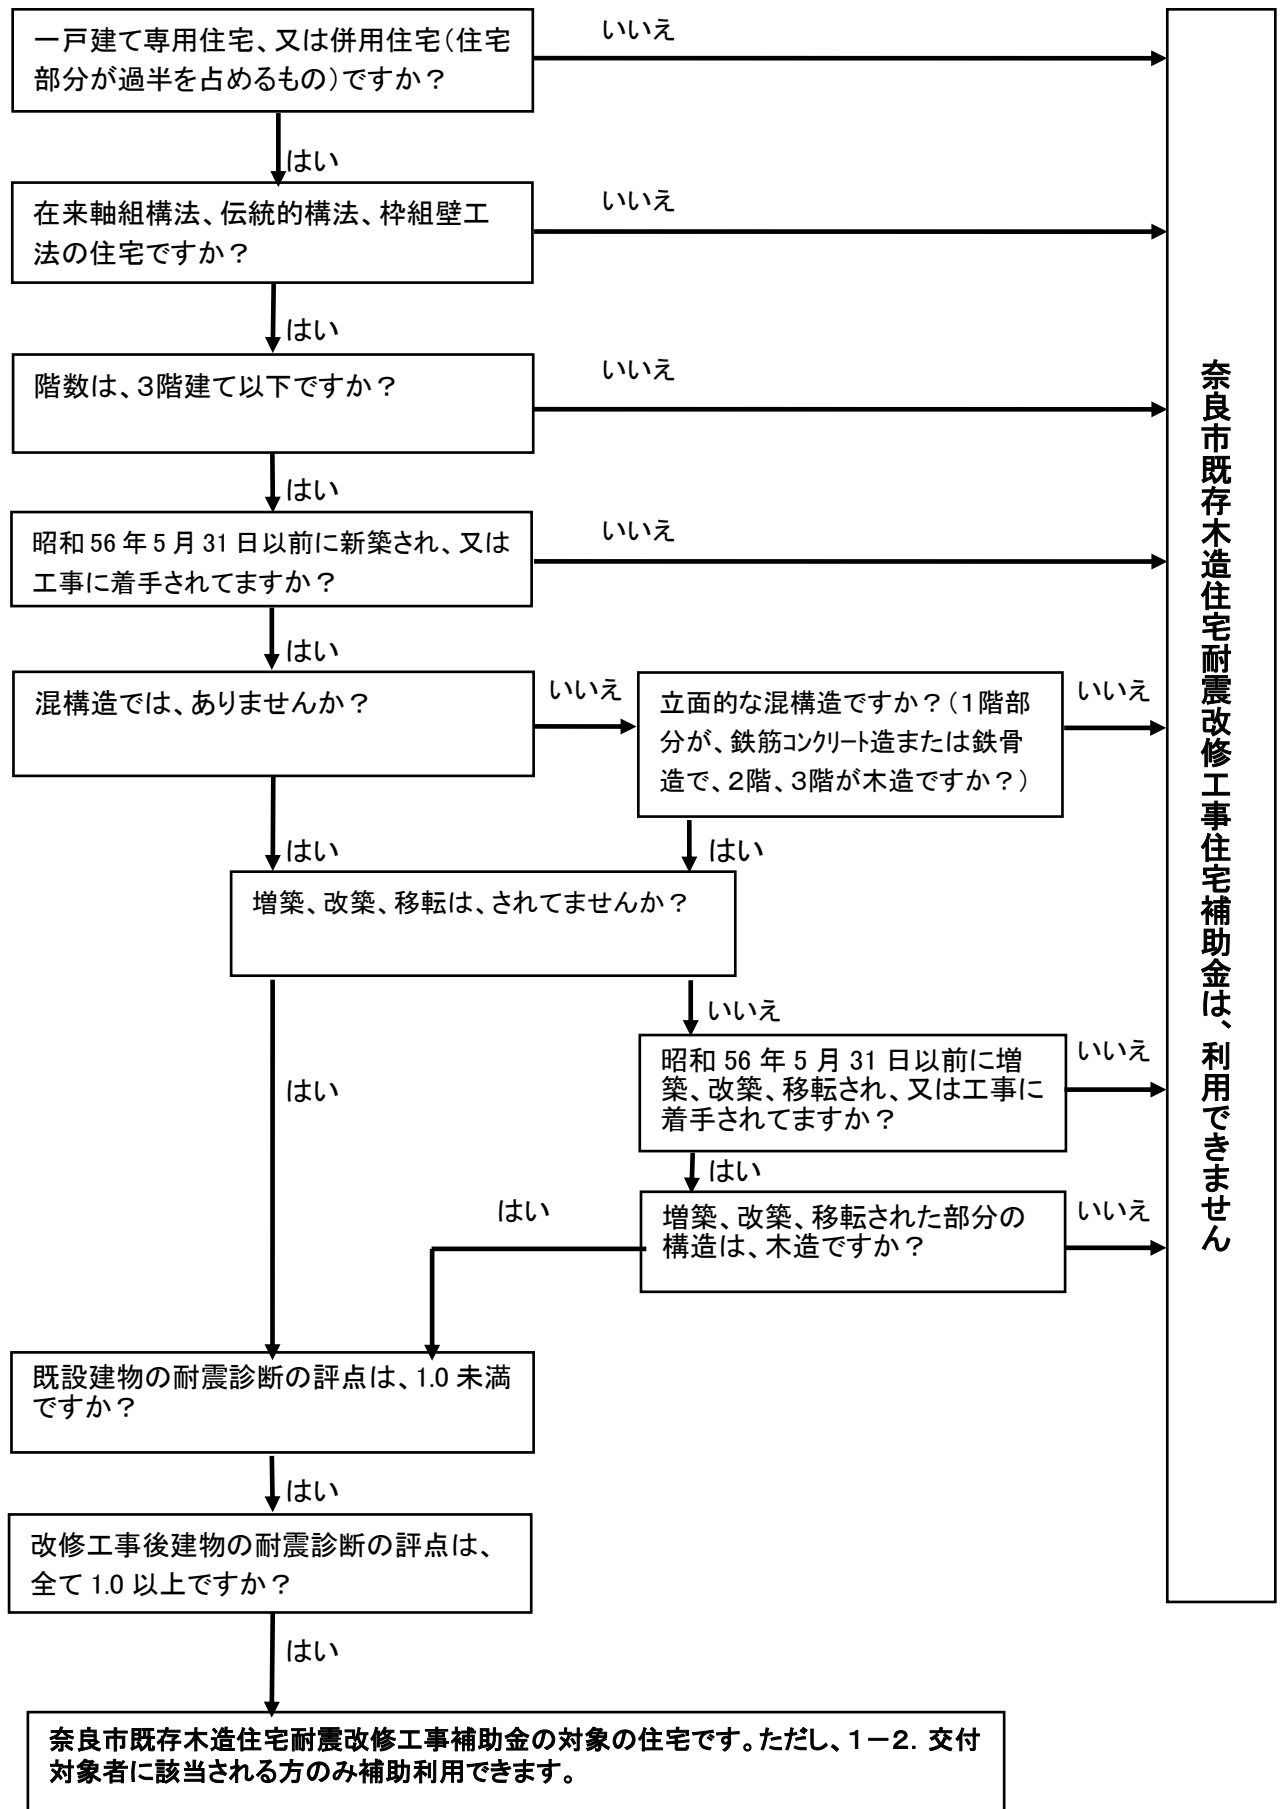 一戸建て専用住宅、又は併用住宅（住宅
部分が過半を占めるもの）ですか？
いいえ
はい
在来軸組構法、伝統的構法、枠組壁工
法の住宅ですか？
いいえ
はい
階数は、３階建て以下ですか？
いいえ
はい
昭和 56 年 5 月 31 日以前に新築され、又は
工事に着手されてますか？
いいえ
はい
混構造では、ありませんか？
いいえ
立面的な混構造ですか？（１階部
分が、鉄筋コンクリート造または鉄骨
造で、２階、３階が木造ですか？）
いいえ
はい
はい
増築、改築、移転は、されてませんか？
いいえ
はい
昭和 56 年 5 月 31 日以前に増
築、改築、移転され、又は工事に
着手されてますか？
いいえ
はい
増築、改築、移転された部分の
構造は、木造ですか？
いいえ
はい
既設建物の耐震診断の評点は、1.0 未満
ですか？
はい
改修工事後建物の耐震診断の評点は、
全て 1.0 以上ですか？
はい
奈良市既存木造住宅耐震改修工事補助金の対象の住宅です。ただし、１－２．交付
対象者に該当される方のみ補助利用できます。
奈良市既存木造住宅耐震改修工事住宅補助金は、利用できません